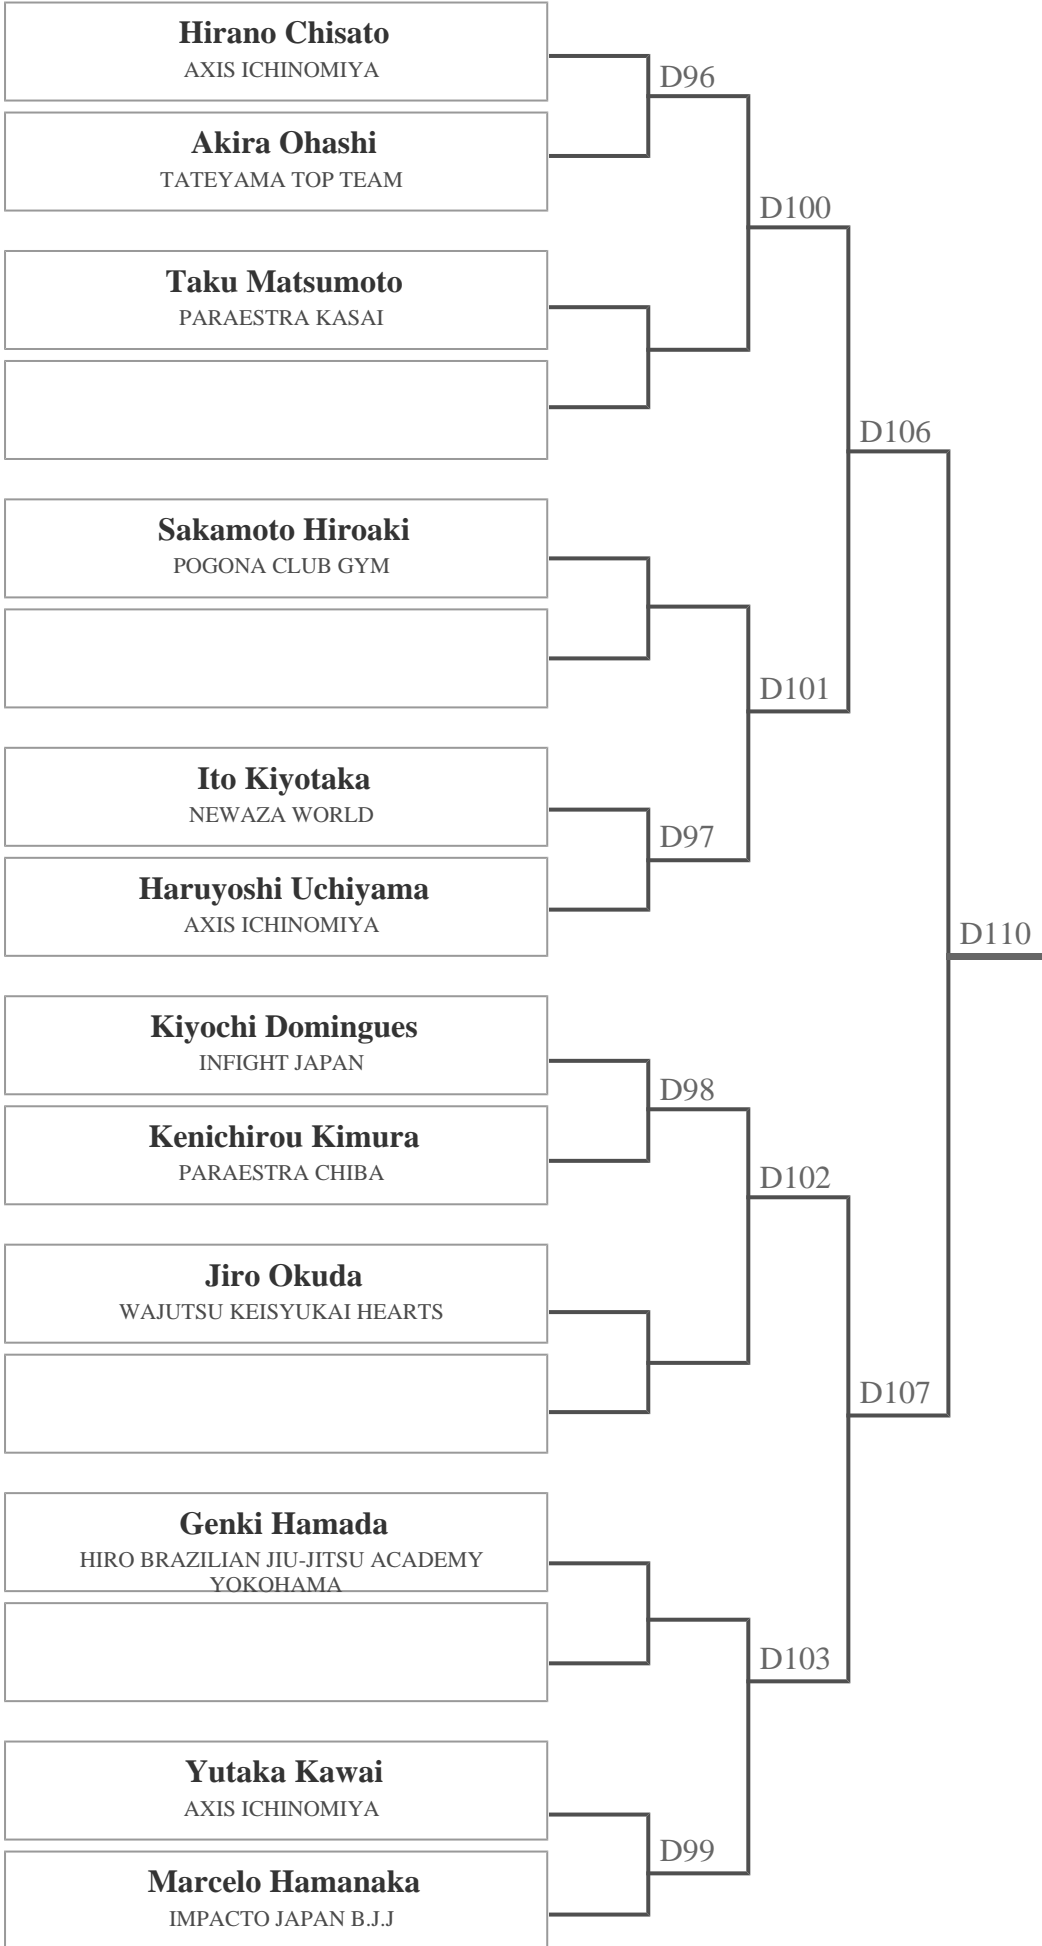 Hirano Chisato
AXIS ICHINOMIYA
D96
Akira Ohashi
TATEYAMA TOP TEAM
D100
Taku Matsumoto
PARAESTRA KASAI
D106
Sakamoto Hiroaki
POGONA CLUB GYM
D101
Ito Kiyotaka
NEWAZA WORLD
D97
Haruyoshi Uchiyama
AXIS ICHINOMIYA
D110
Kiyochi Domingues
INFIGHT JAPAN
D98
Kenichirou Kimura
PARAESTRA CHIBA
D102
Jiro Okuda
WAJUTSU KEISYUKAI HEARTS
D107
Genki Hamada
HIRO BRAZILIAN JIU-JITSU ACADEMY
YOKOHAMA
D103
Yutaka Kawai
AXIS ICHINOMIYA
D99
Marcelo Hamanaka
IMPACTO JAPAN B.J.J